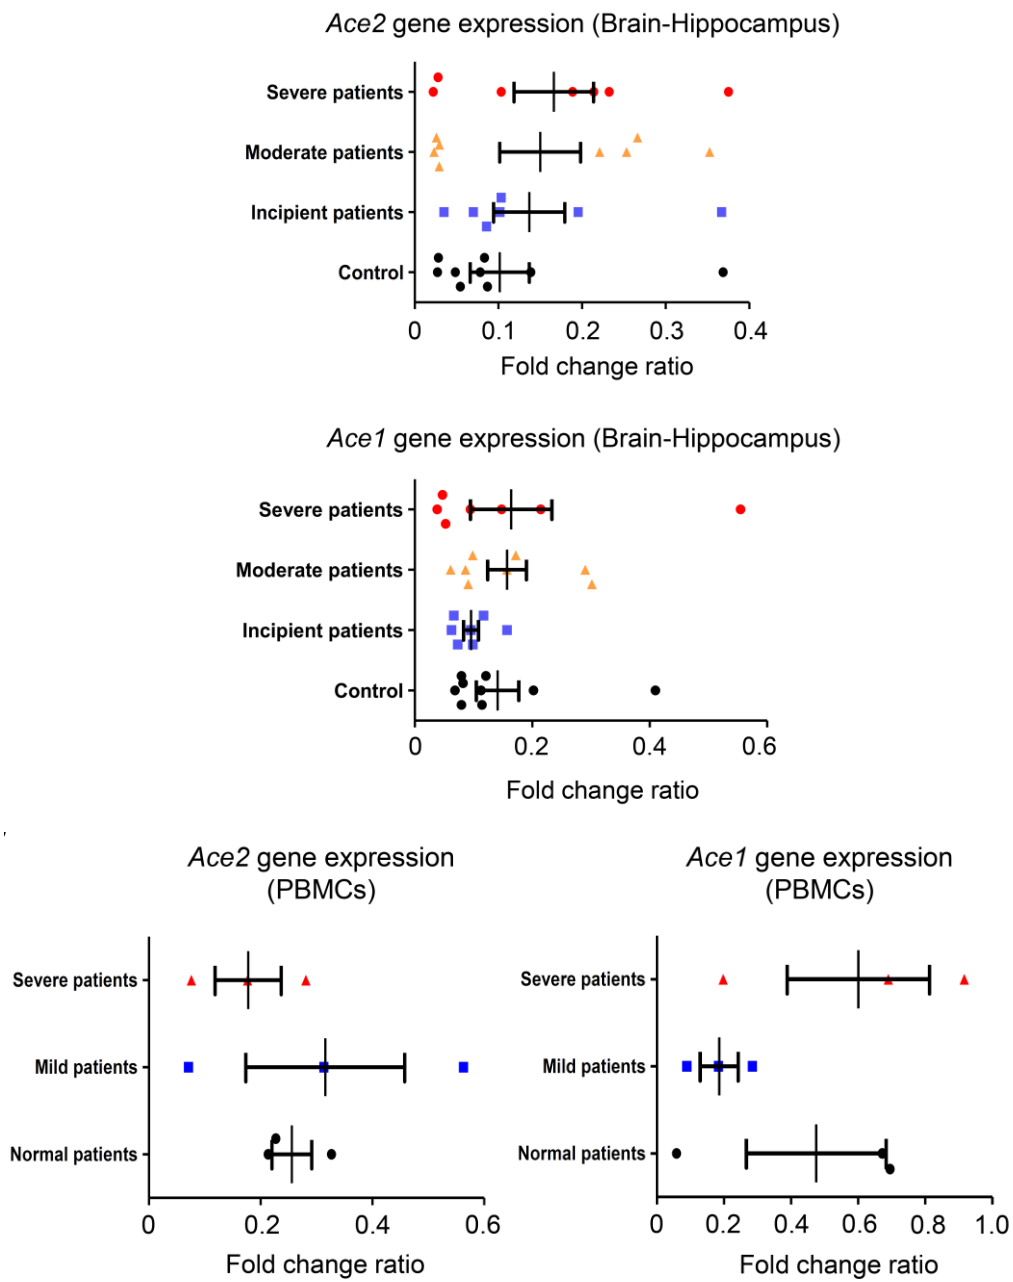 Ace2 gene expression (Brain-Hippocampus)
Severe patients
Moderate patients
Incipient patients
Control
0 0.1 0.2 0.3 0.4
Fold change ratio
Ace1 gene expression (Brain-Hippocampus)
Severe patients
Moderate patients
Incipient patients
Control
0 0.2 0.4 0.6
Fold change ratio
Ace2 gene expression
(PBMCs)
Severe patients
Mild patients
Normal patients
0 0.2 0.4 0.6
Fold change ratio
Ace1 gene expression
(PBMCs)
Severe patients
Mild patients
Normal patients
0 0.2 0.4 0.6 0.8 1.0
Fold change ratio